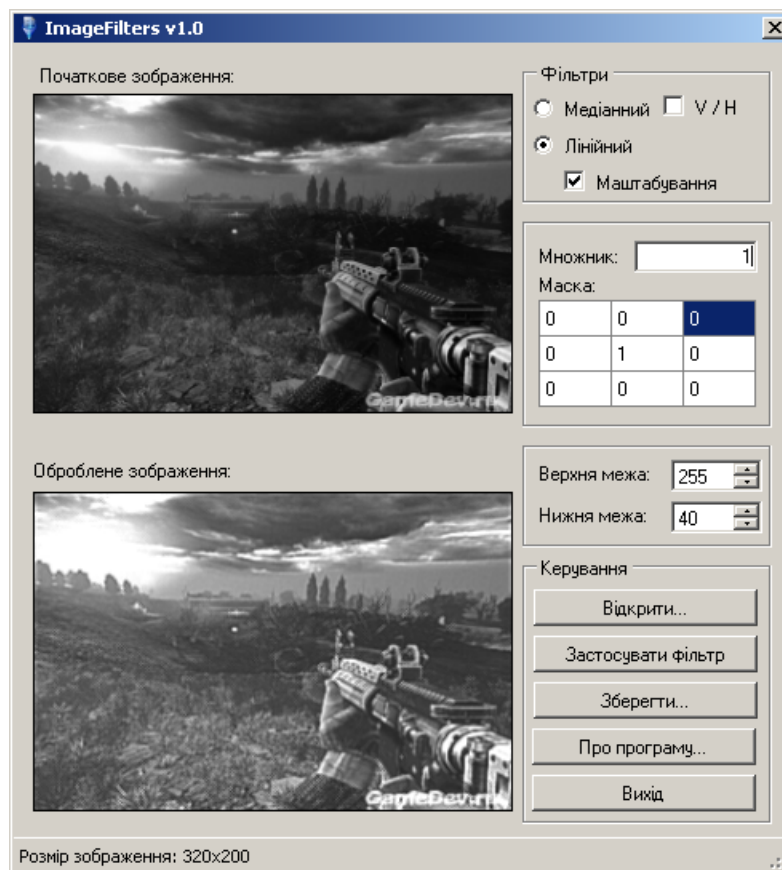 ImageFilters v1.0
Початкове зображення:
Фільтри
Медіанний V / H
Лінійний
Маштабування
Множник: 1
Маска:
0 0 0
0 1 0
0 0 0
Оброблене зображення:
Верхня межа: 255
Нижня межа: 40
Керування
Відкрити...
Застосувати фільтр
Зберегти...
Про програму...
Вихід
Розмір зображення: 320x200